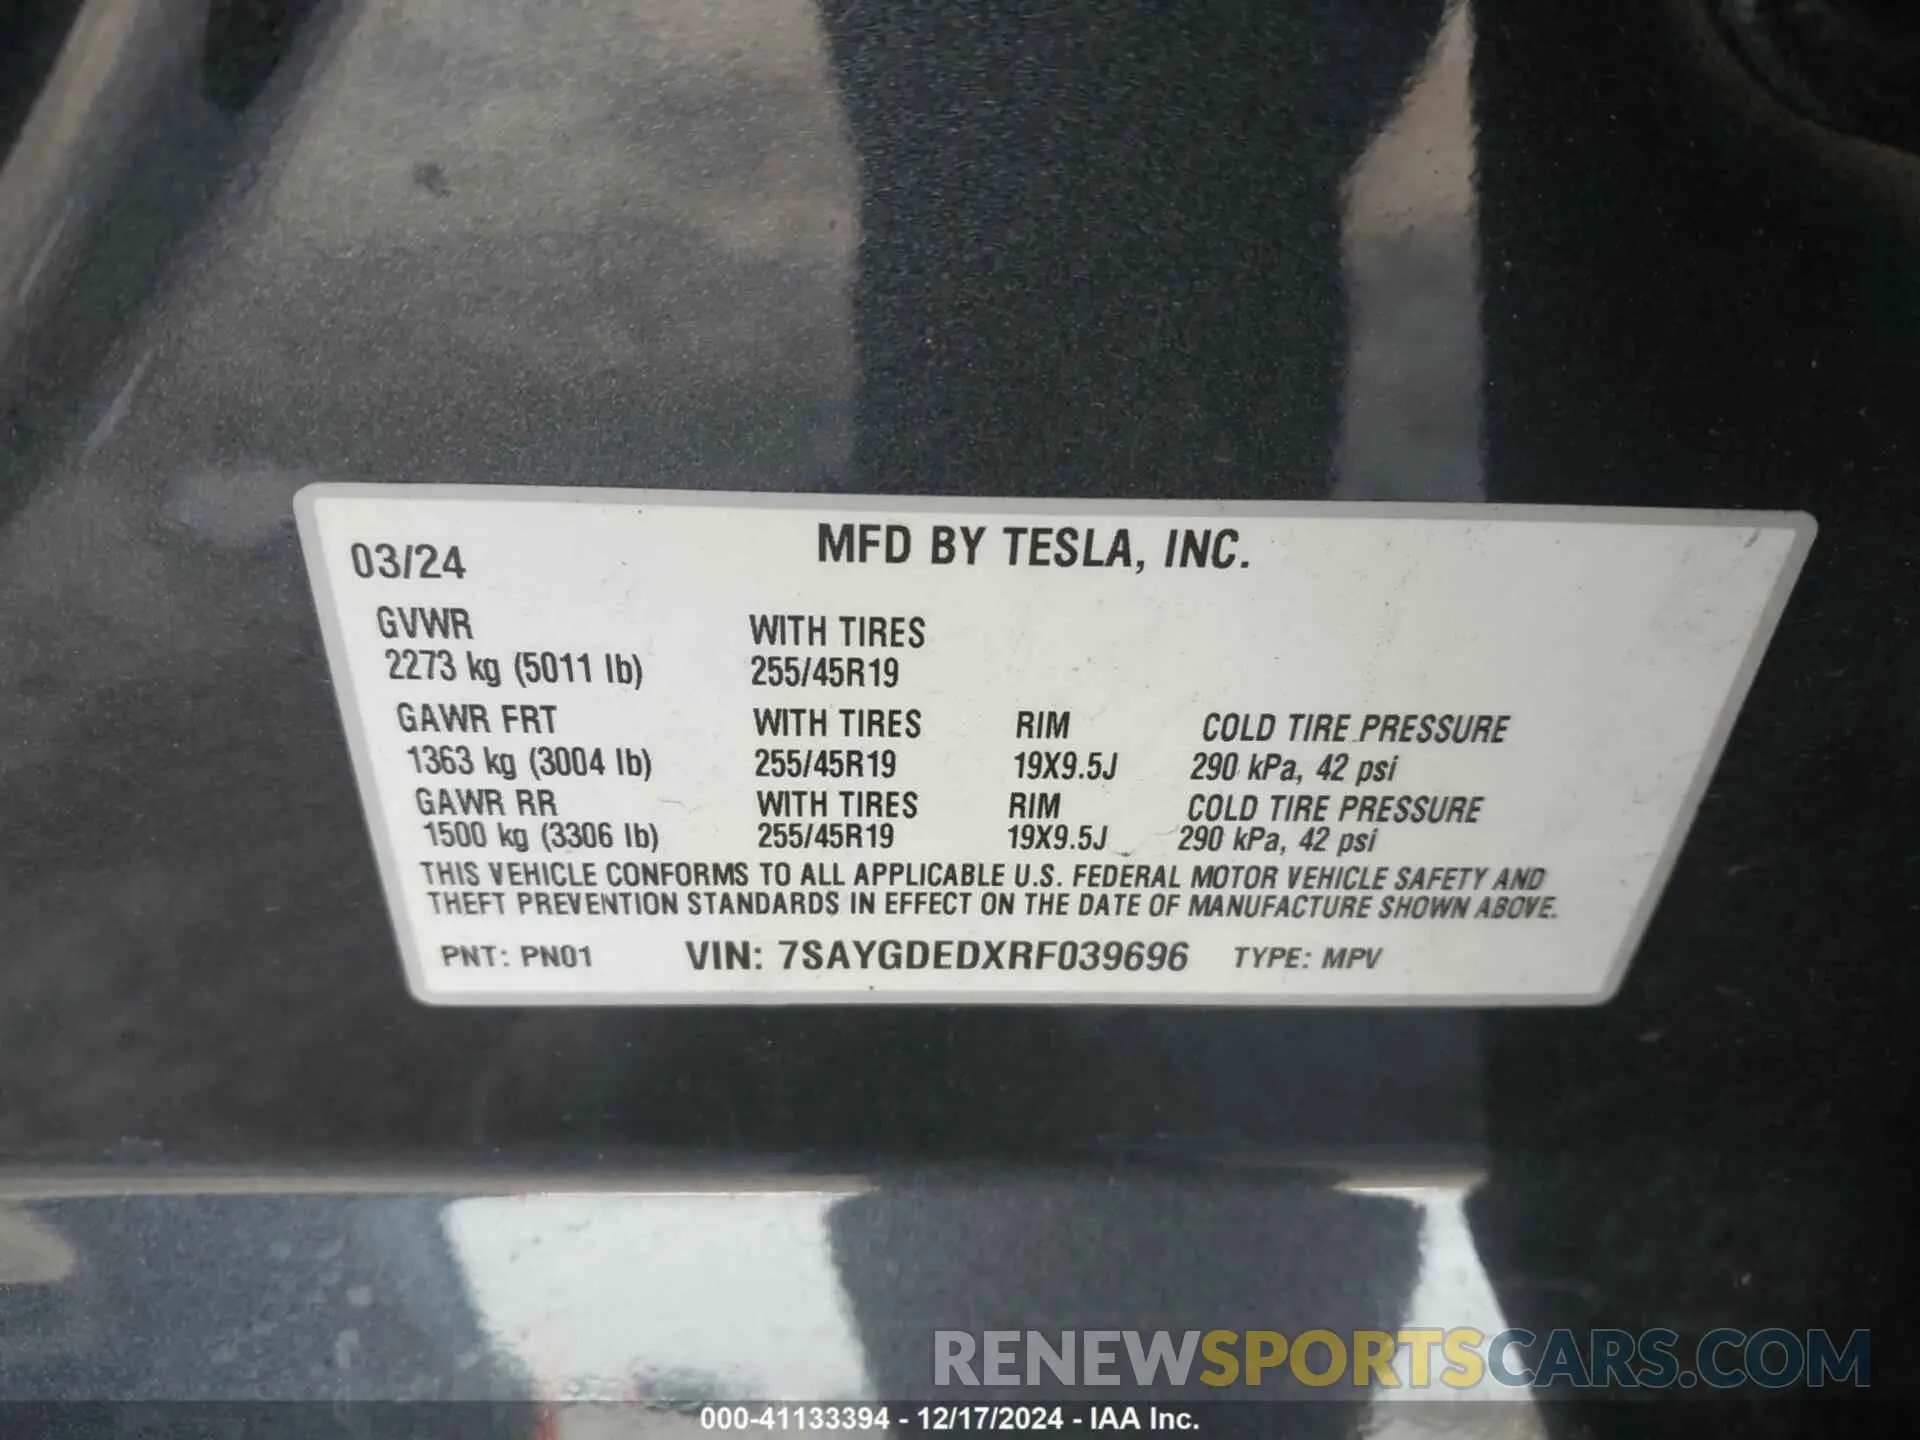 MFD BY TESLA, INC.
03/24
GVWR WITH TIRES
2273 kg (5011 lb) 255/45R19
GAWR FRT WITH TIRES RIM COLD TIRE PRESSURE
1363 kg (3004 lb) 255/45R19 19X9.5J 290 kPa, 42 psi
GAWR RR WITH TIRES RIM COLD TIRE PRESSURE
1500 kg (3306 lb) 255/45R19 19X9.5J 290 kPa, 42 psi
THIS VEHICLE CONFORMS TO ALL APPLICABLE U.S. FEDERAL MOTOR VEHICLE SAFETY AND
THEFT PREVENTION STANDARDS IN EFFECT ON THE DATE OF MANUFACTURE SHOWN ABOVE.
PNT: PN01 VIN: 7SAYGDEDXRF039696 TYPE: MPV
RENEWSPORTSCARS.COM
000-41133394 - 12/17/2024 - IAA Inc.